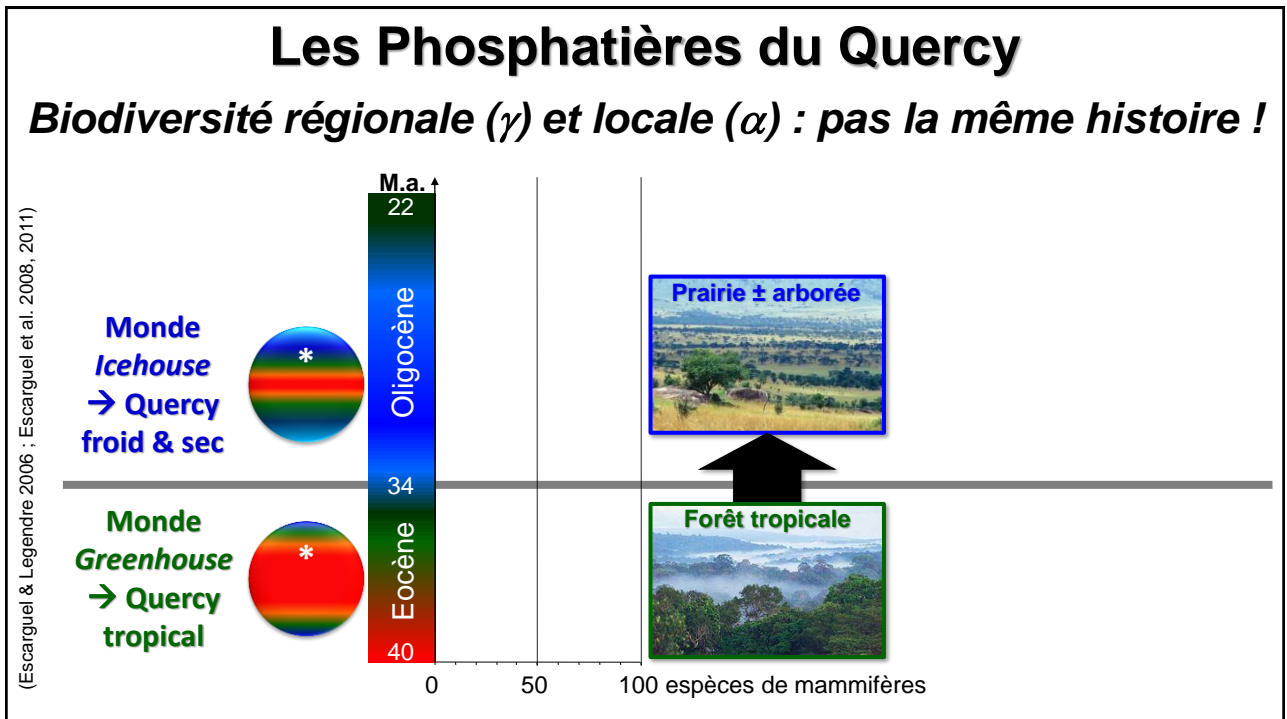 Les Phosphatières du Quercy
Biodiversité régionale (γ) et locale (α) : pas la même histoire !
(Escarguel & Legendre 2006 ; Escarguel et al. 2008, 2011)
M.a.
22
Oligocène
34
Eocène
40
Monde
Icehouse
→ Quercy
froid & sec
*
Monde
Greenhouse
→ Quercy
tropical
*
Prairie ± arborée
Forêt tropicale
0 50 100 espèces de mammifères